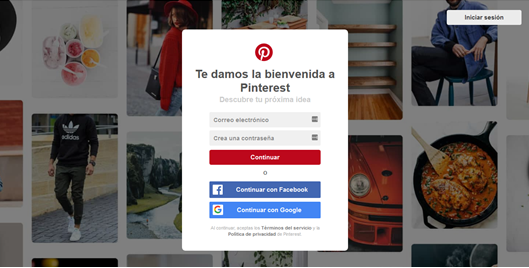 Iniciar sesión
Te damos la bienvenida a
Pinterest
Descubre tu próxima idea
Correo electrónico
Crea una contraseña
Continuar
o
Continuar con Facebook
Continuar con Google
Al continuar, aceptas los Términos del servicio y la
Política de privacidad de Pinterest.
adidas